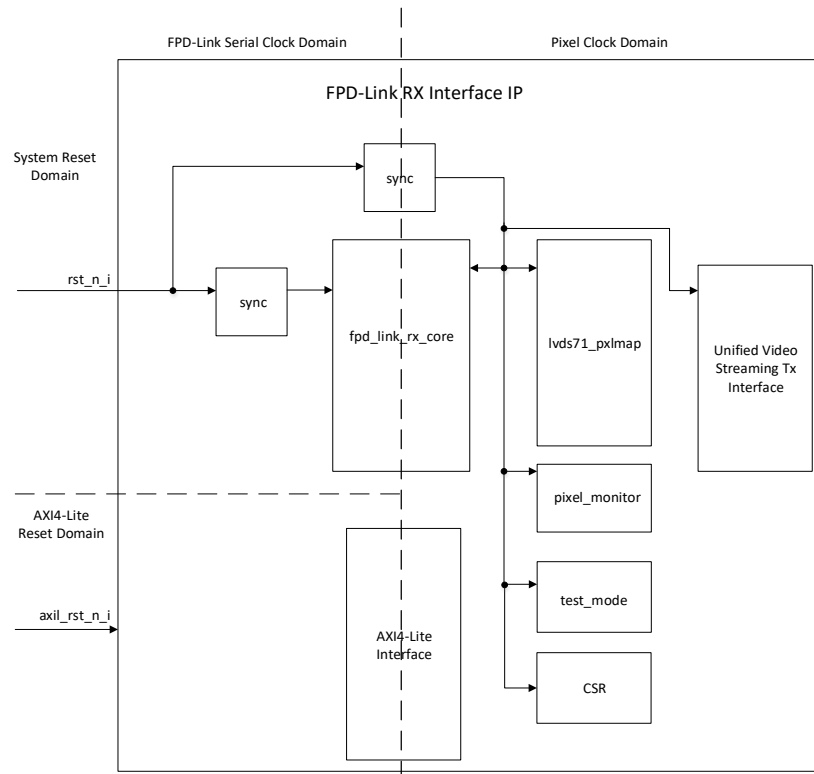 FPD-Link Serial Clock Domain
Pixel Clock Domain
FPD-Link RX Interface IP
System Reset
Domain
sync
rst_n_i
sync
fpd_link_rx_core
lvds71_pxlmap
Unified Video
Streaming Tx
Interface
pixel_monitor
AXI4-Lite
Reset Domain
test_mode
axil_rst_n_i
AXI4-Lite
Interface
CSR